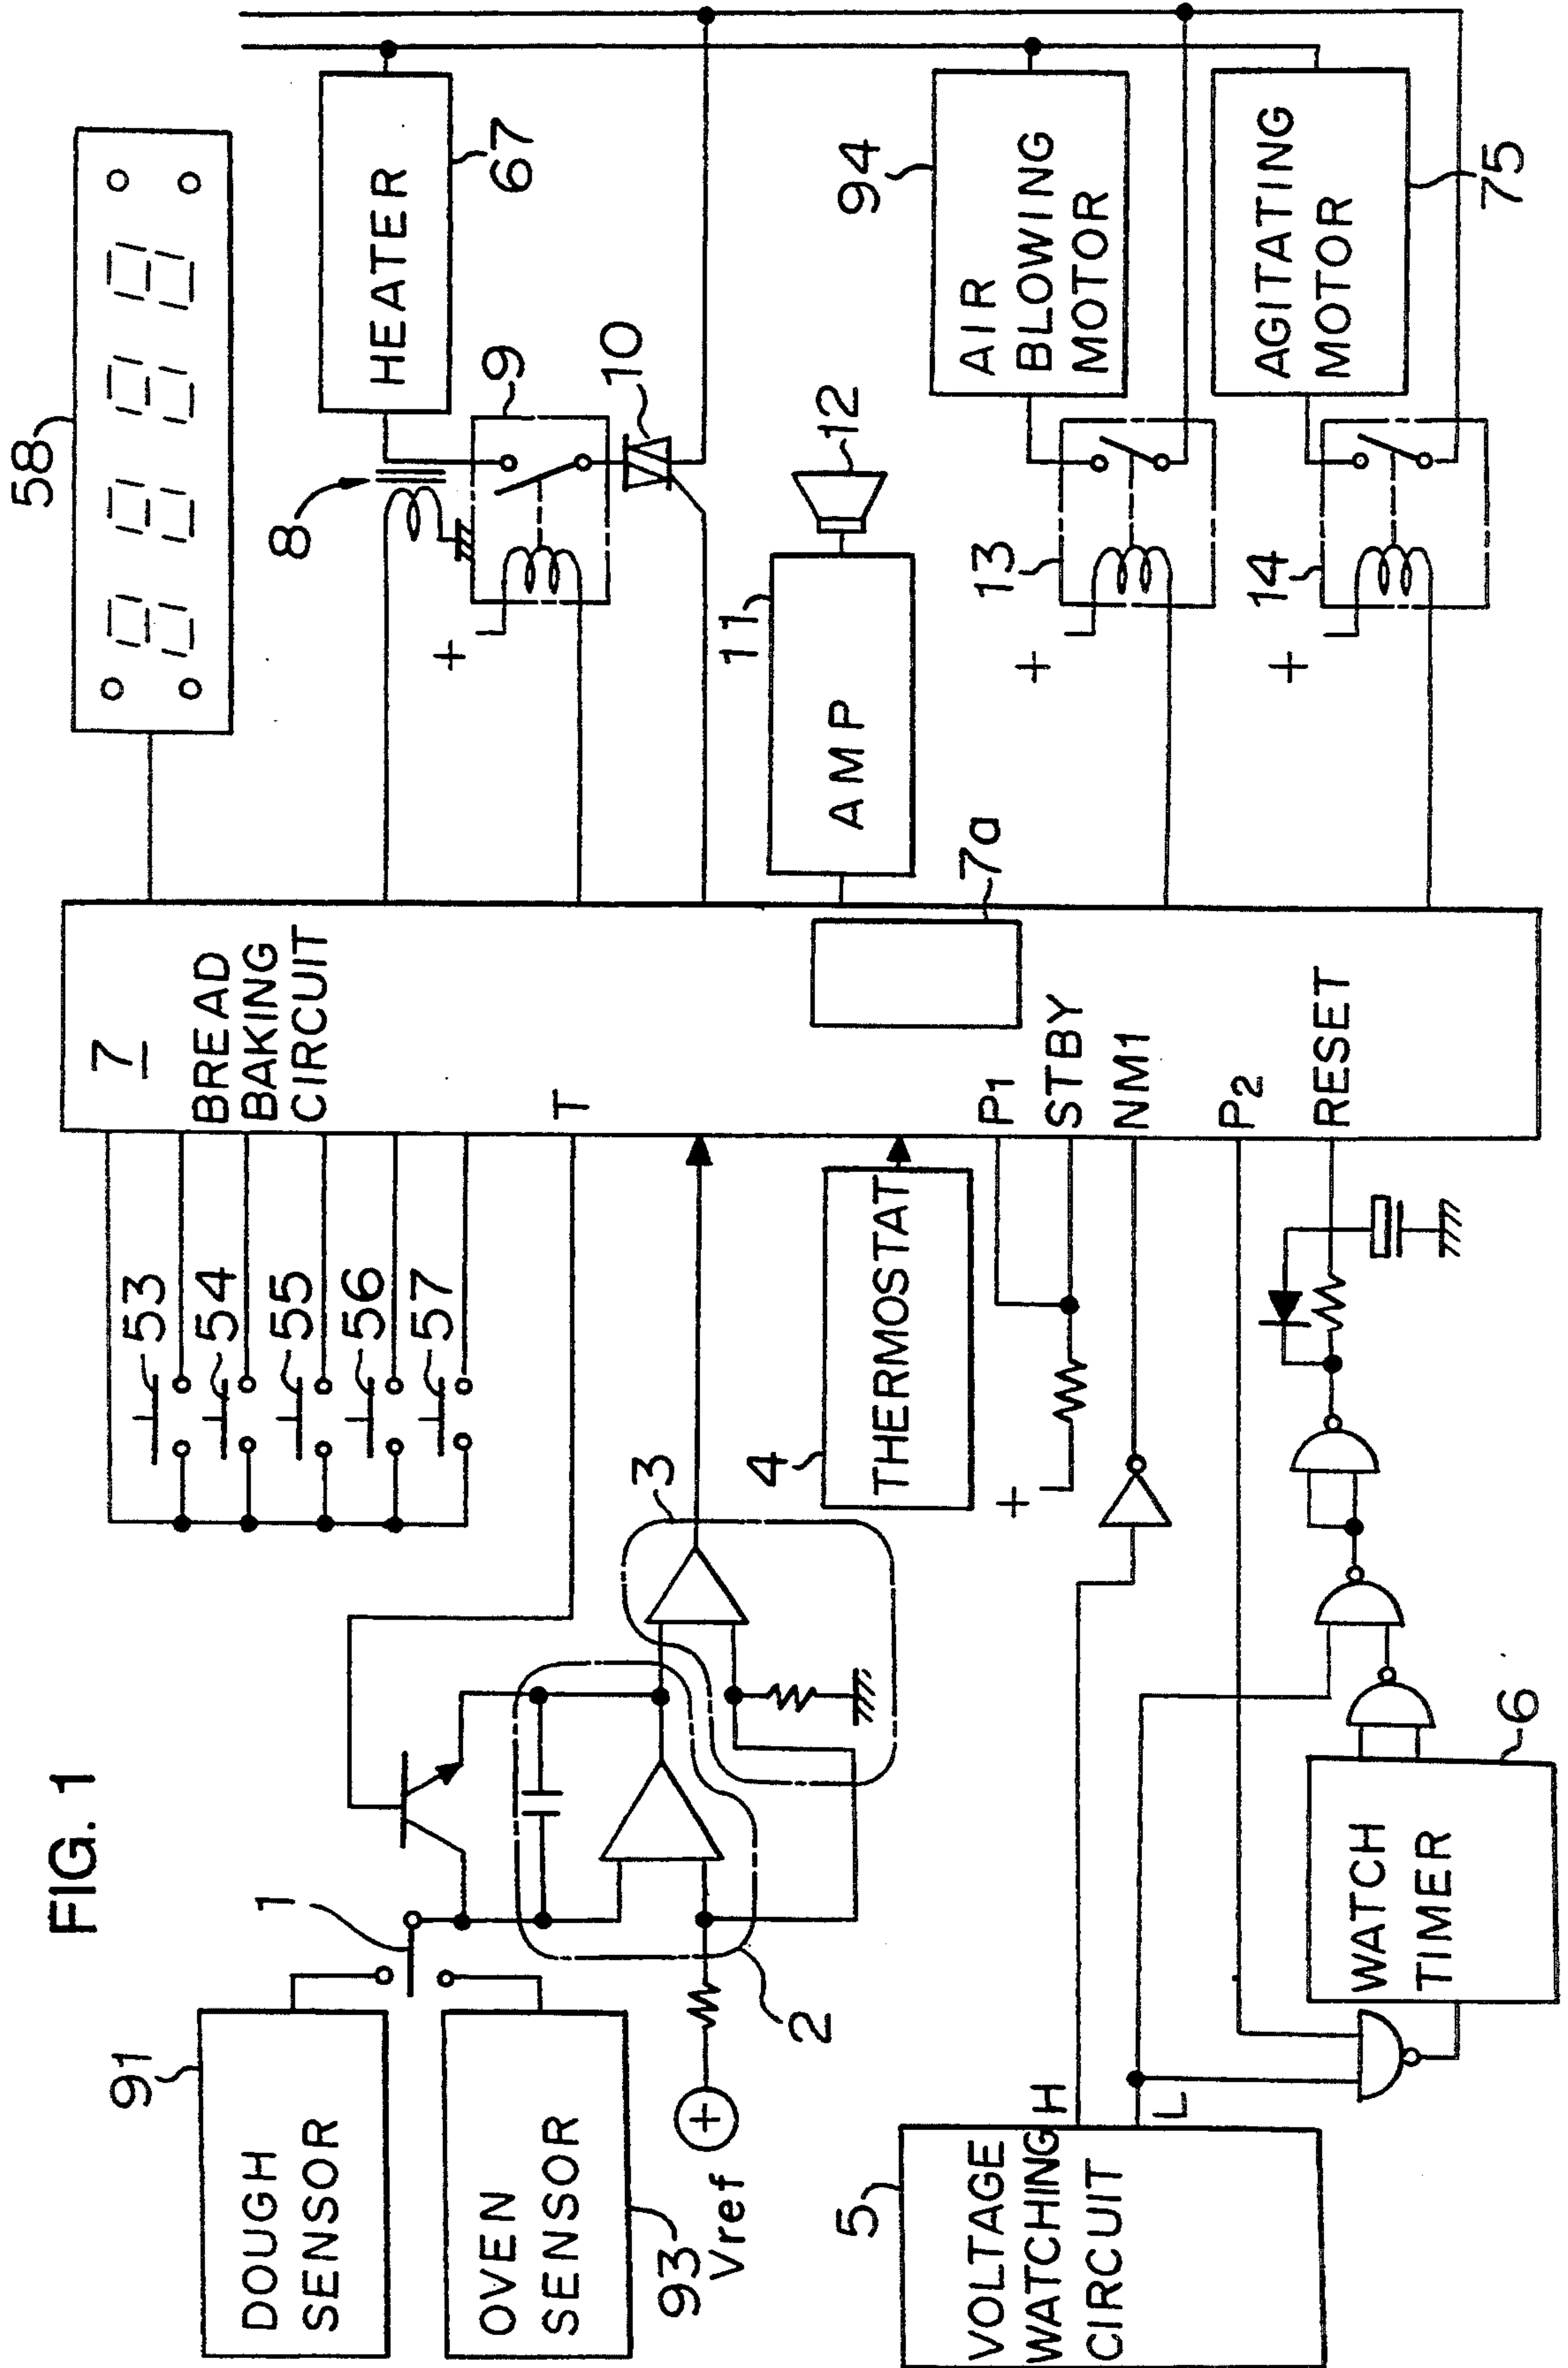 FIG. 1
91
DOUGH
SENSOR
OVEN
SENSOR
93
1
2
Vref
3
53
54
55
56
57
7
BREAD
BAKING
CIRCUIT
T
P1
STBY
NM1
P2
RESET
7a
4
THERMOSTAT
+
5
VOLTAGE
WATCHING
CIRCUIT
H
L
WATCH
TIMER
6
58
HEATER
67
8
9
+
10
11
AMP
12
94
AIR
BLOWING
MOTOR
13
+
AGITATING
MOTOR
75
14
+
+